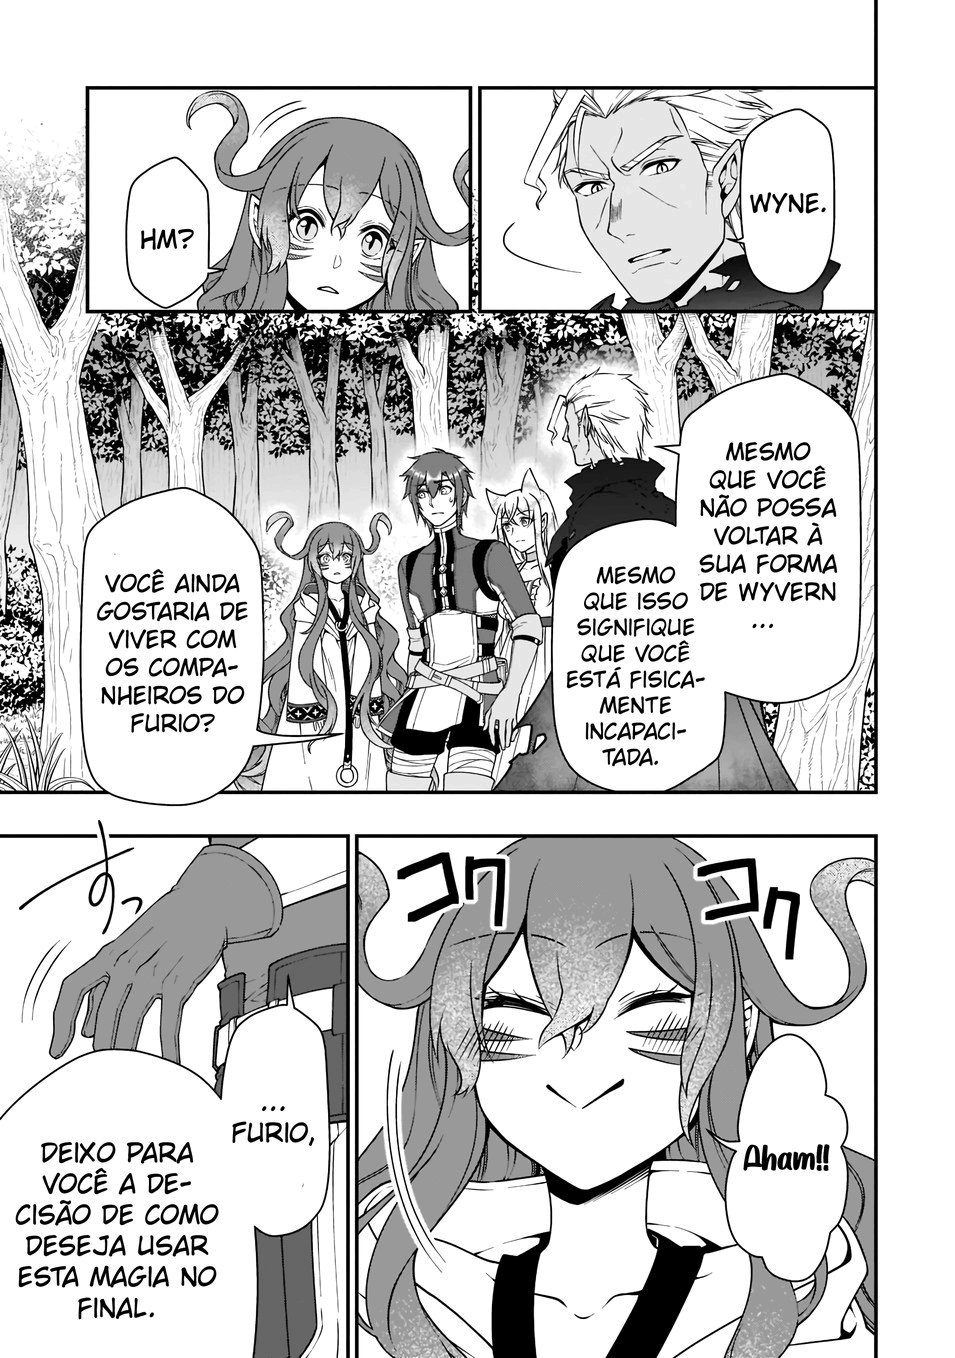 WYNE.
HM?
MESMO
QUE VOCÊ
NÃO POSSA
VOLTAR À
SUA FORMA
DE WYVERN
...
MESMO
QUE ISSO
SIGNIFIQUE
QUE VOCÊ
ESTÁ FISICA-
MENTE
INCAPACI-
TADA.
VOCÊ AINDA
GOSTARIA DE
VIVER COM
OS COMPA-
NHEIROS DO
FURIO?
コク
コク
Aham!!
...
FURIO,
DEIXO PARA
VOCÊ A DE-
CISÃO DE COMO
DESEJA USAR
ESTA MAGIA NO
FINAL.